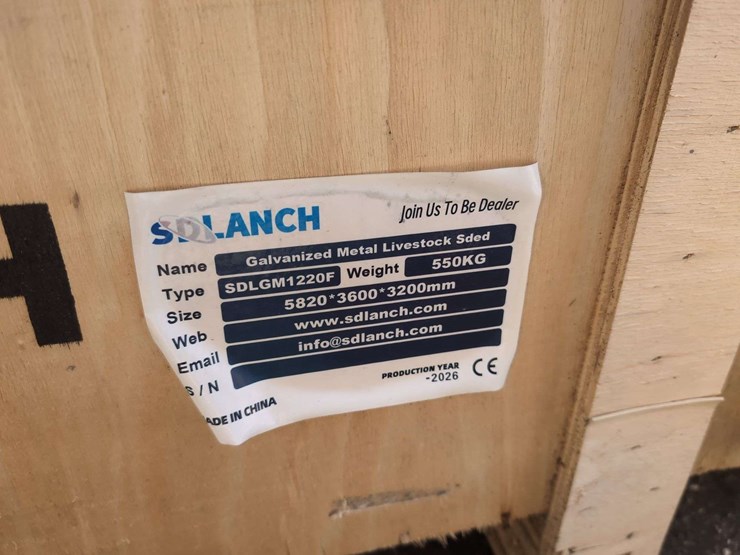 SDLANCH Join Us To Be Dealer
Name Galvanized Metal Livestock Sded
Type SDLGM1220F Weight 550KG
Size 5820*3600*3200mm
Web www.sdlanch.com
Email info@sdlanch.com
S/N
PRODUCTION YEAR CE
-2026
ADE IN CHINA